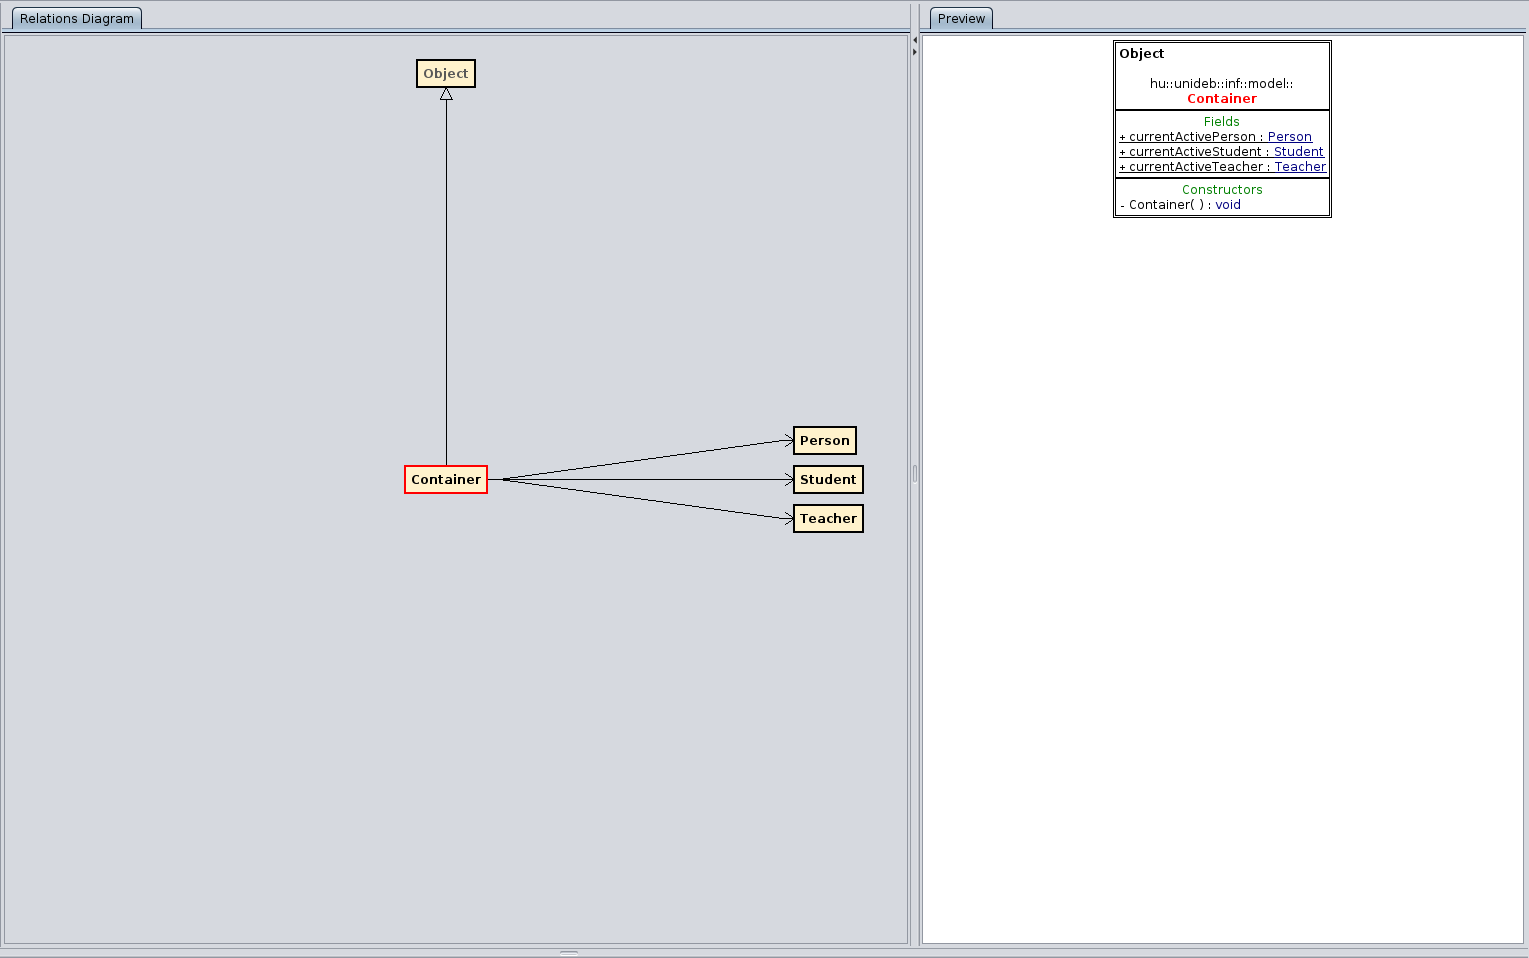 Relations Diagram
Object
Container
Person
Student
Teacher
Preview
Object
hu::unideb::inf::model::
Container
Fields
+ currentActivePerson : Person
+ currentActiveStudent : Student
+ currentActiveTeacher : Teacher
Constructors
- Container( ) : void